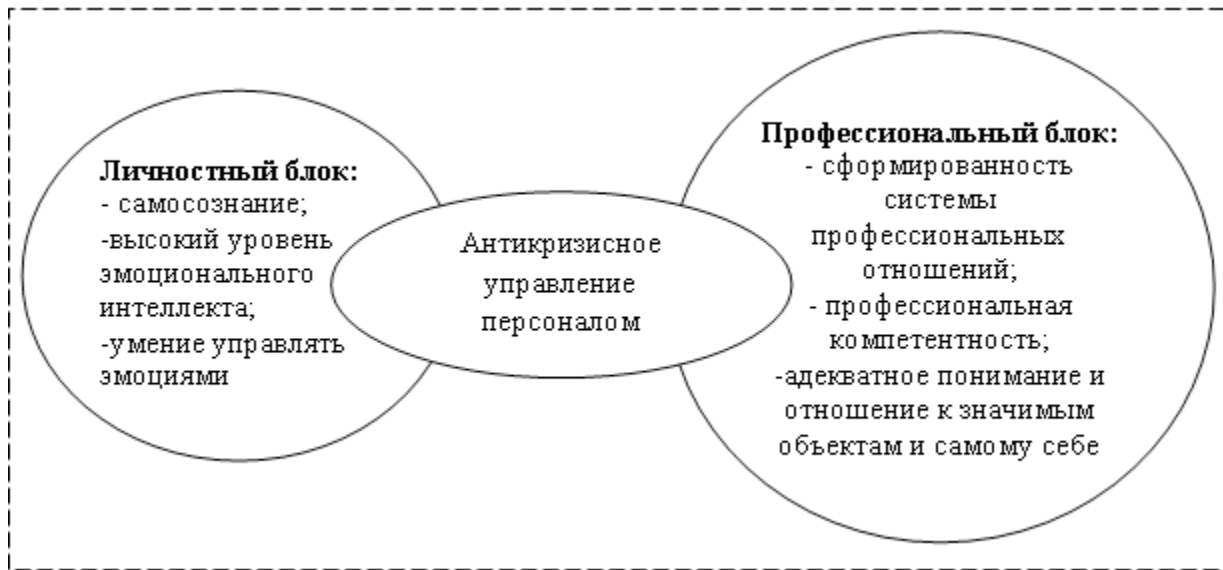 Личностный блок:
- самосознание;
-высокий уровень
эмоционального
интеллекта;
-умение управлять
эмоциями
Антикризисное
управление
персоналом
Профессиональный блок:
- сформированность
системы
профессиональных
отношений;
- профессиональная
компетентность;
-адекватное понимание и
отношение к значимым
объектам и самому себе